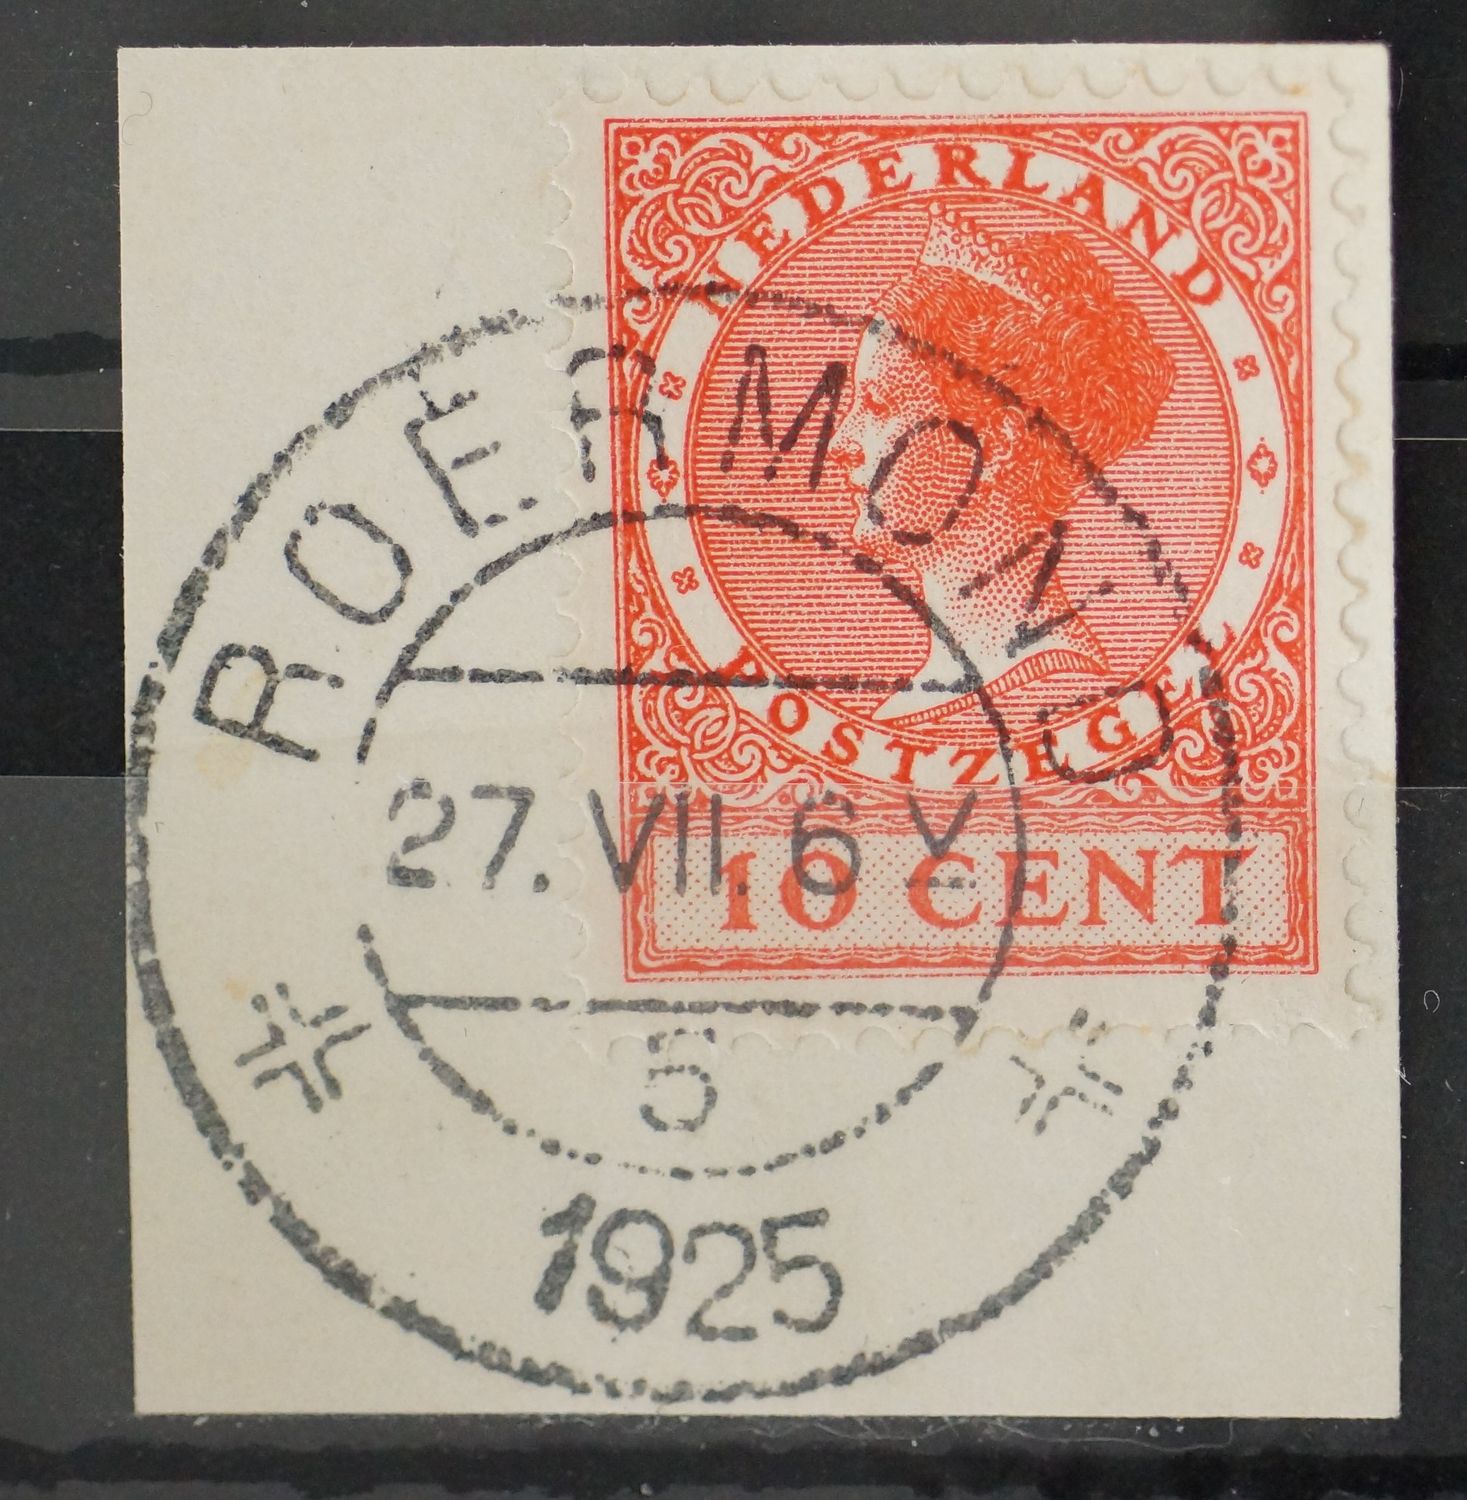 NEDERLAND
POSTZEGEL
10 CENT
ROERMOND
27.VII.6 V
5
1925